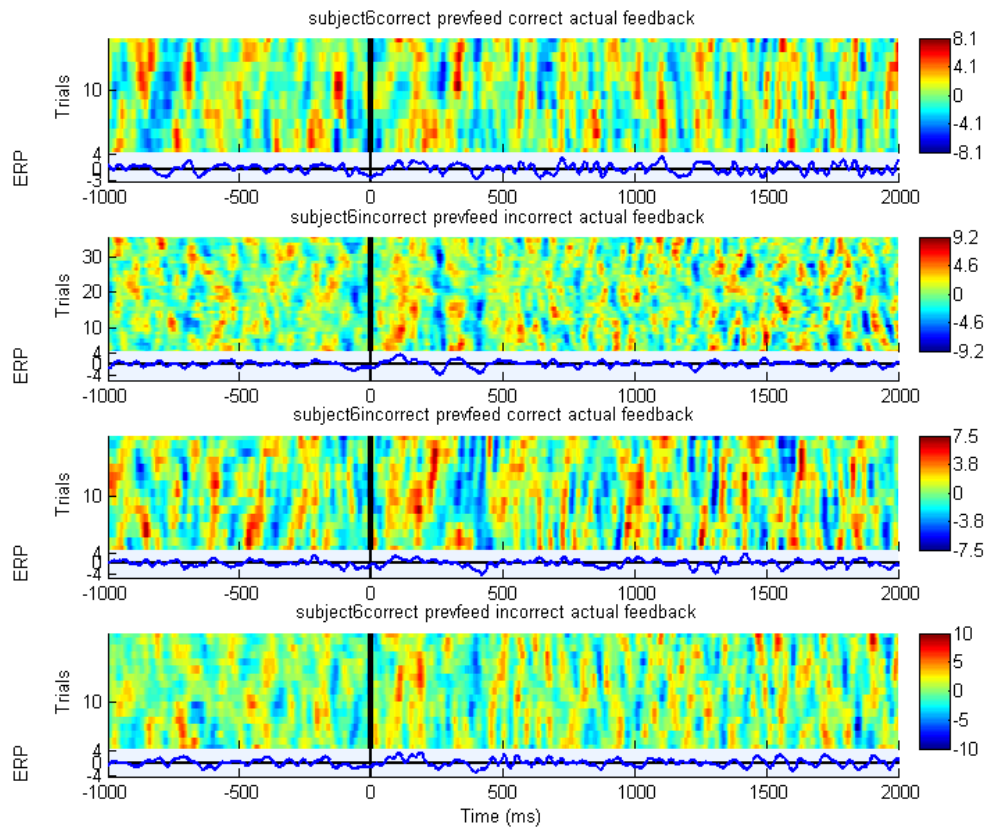 subject6correct prevfeed correct actual feedback
Trials
10
8.1
4.1
0
-4.1
-8.1
ERP
4
0
-3
-1000 -500 0 500 1000 1500 2000
subject6incorrect prevfeed incorrect actual feedback
Trials
30
20
10
9.2
4.6
0
-4.6
-9.2
ERP
4
0
-4
-1000 -500 0 500 1000 1500 2000
subject6incorrect prevfeed correct actual feedback
Trials
10
7.5
3.8
0
-3.8
-7.5
ERP
4
0
-4
-1000 -500 0 500 1000 1500 2000
subject6correct prevfeed incorrect actual feedback
Trials
10
10
5
0
-5
-10
ERP
4
0
-4
-1000 -500 0 500 1000 1500 2000
Time (ms)